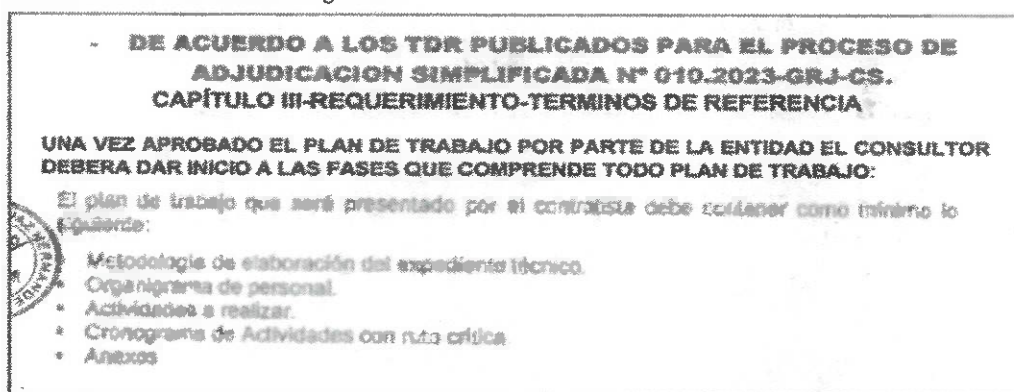 - DE ACUERDO A LOS TDR PUBLICADOS PARA EL PROCESO DE
ADJUDICACION SIMPLIFICADA N° 010.2023-GRJ-CS.
CAPÍTULO III-REQUERIMIENTO-TERMINOS DE REFERENCIA
UNA VEZ APROBADO EL PLAN DE TRABAJO POR PARTE DE LA ENTIDAD EL CONSULTOR
DEBERA DAR INICIO A LAS FASES QUE COMPRENDE TODO PLAN DE TRABAJO:
El plan de trabajo que será presentado por el contratista debe contener como mínimo lo
siguiente:
Metodología de elaboración del expediente técnico.
• Organigrama de personal.
• Actividades a realizar.
• Cronograma de Actividades con ruta crítica
• Anexos